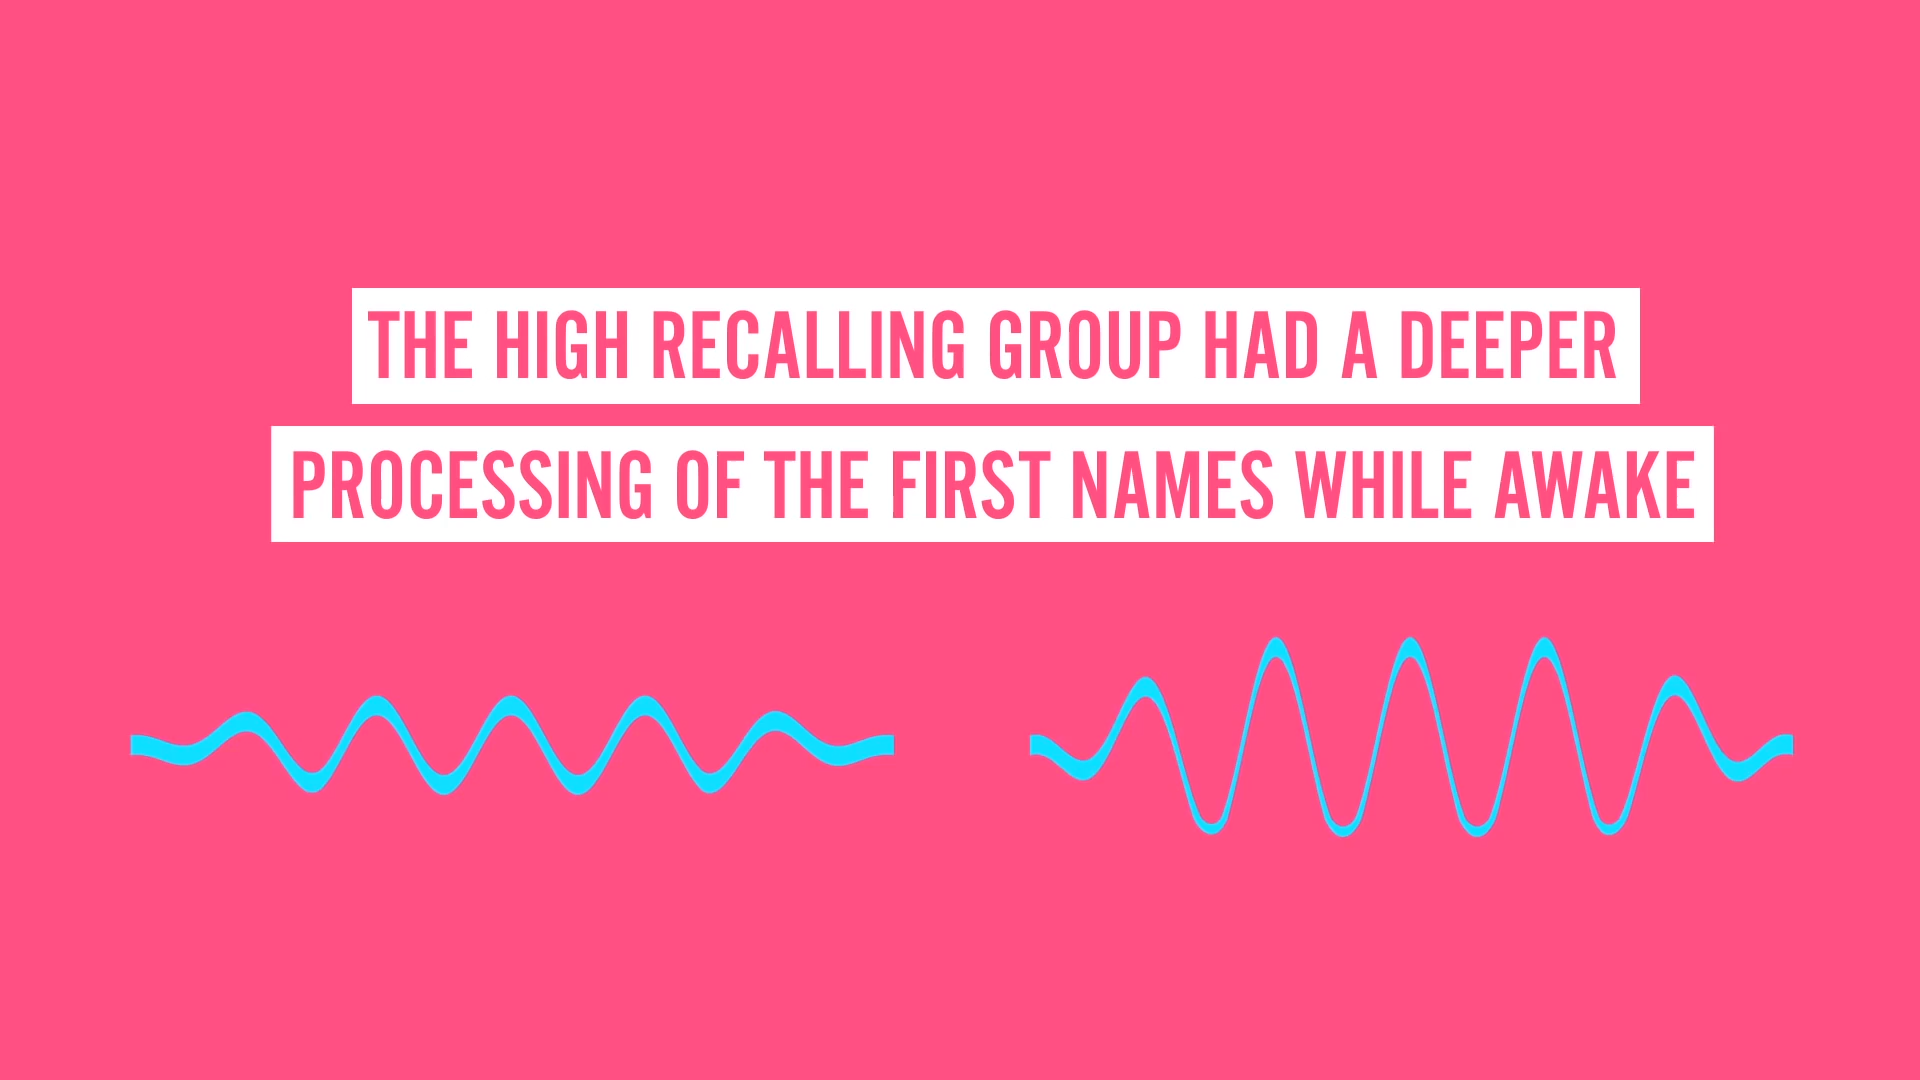 THE HIGH RECALLING GROUP HAD A DEEPER
PROCESSING OF THE FIRST NAMES WHILE AWAKE